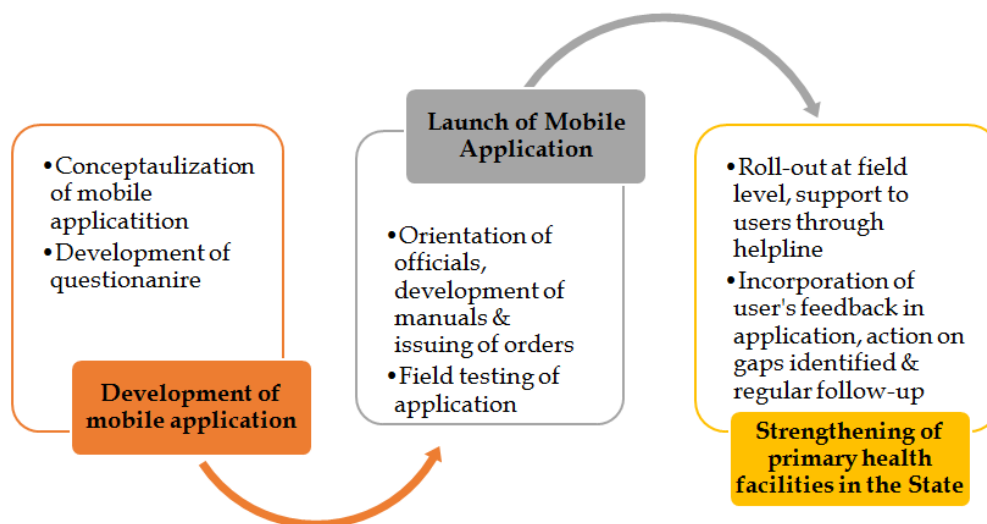 •Conceptaulization
of mobile
applicatition
•Development of
questionanire
Development of
mobile application
Launch of Mobile
Application
•Orientation of
officials,
development of
manuals &
issuing of orders
•Field testing of
application
•Roll-out at field
level, support to
users through
helpline
•Incorporation of
user's feedback in
application, action on
gaps identified &
regular follow-up
Strengthening of
primary health
facilities in the State